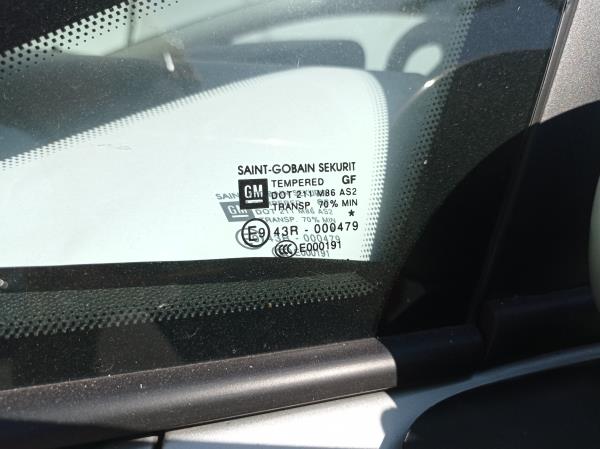 SAINT-GOBAIN SEKURIT
GM TEMPERED GF
DOT 211 M86 AS2
TRANSP. 70% MIN
*
E9 43R - 000479
CCC E000191